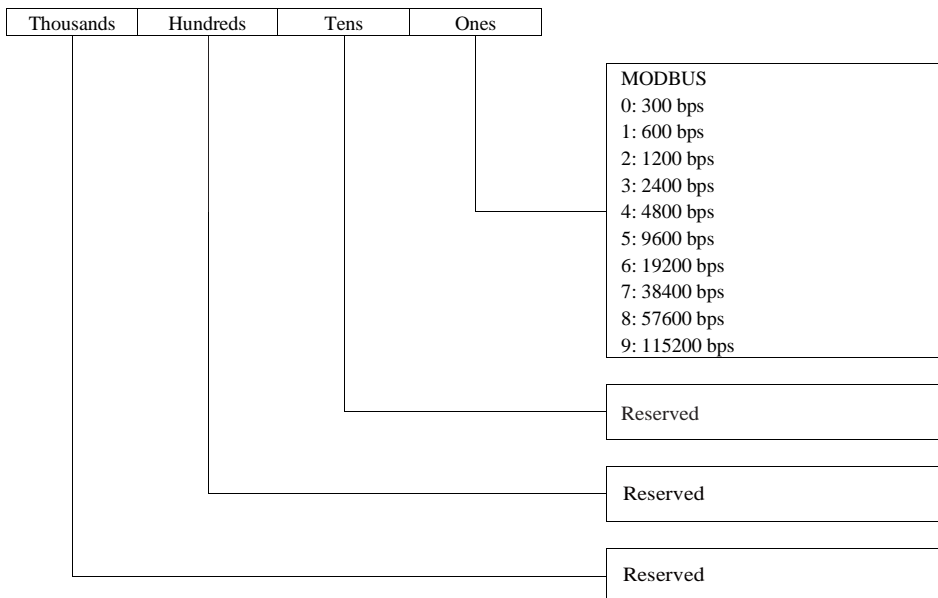 Thousands Hundreds Tens Ones
MODBUS
0: 300 bps
1: 600 bps
2: 1200 bps
3: 2400 bps
4: 4800 bps
5: 9600 bps
6: 19200 bps
7: 38400 bps
8: 57600 bps
9: 115200 bps
Reserved
Reserved
Reserved